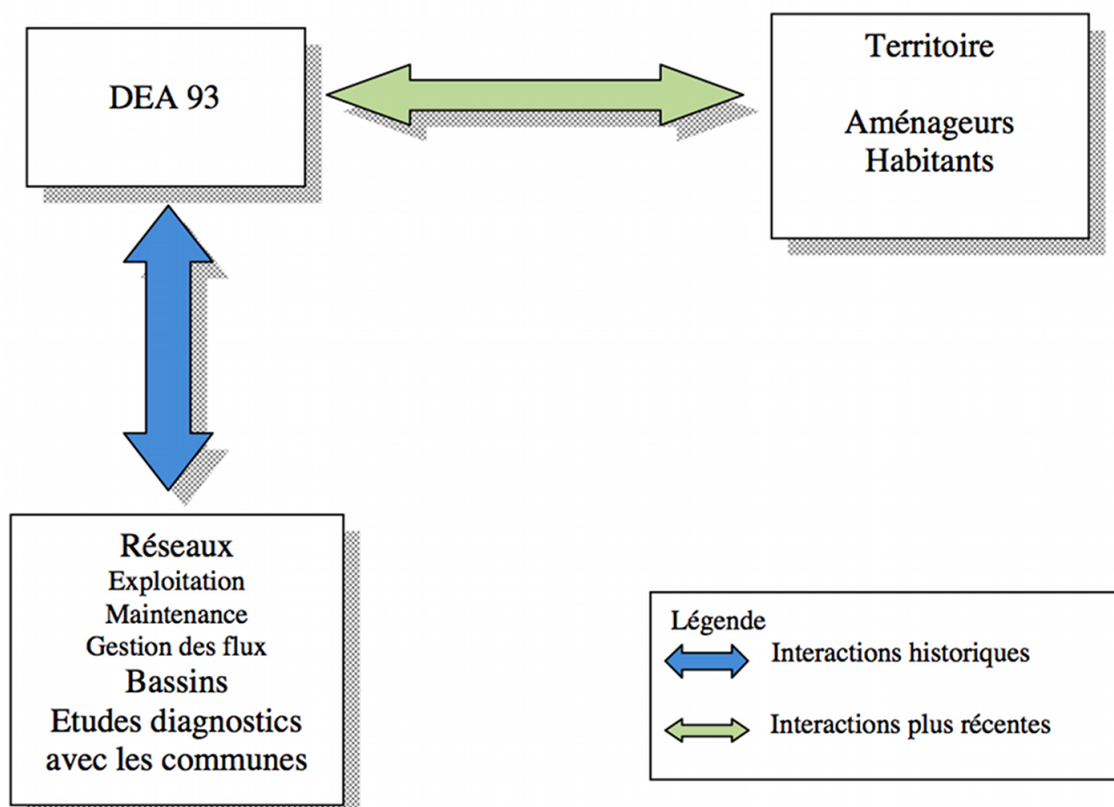 DEA 93
Territoire
Aménageurs
Habitants
Réseaux
Exploitation
Maintenance
Gestion des flux
Bassins
Etudes diagnostics
avec les communes
Légende
Interactions historiques
Interactions plus récentes